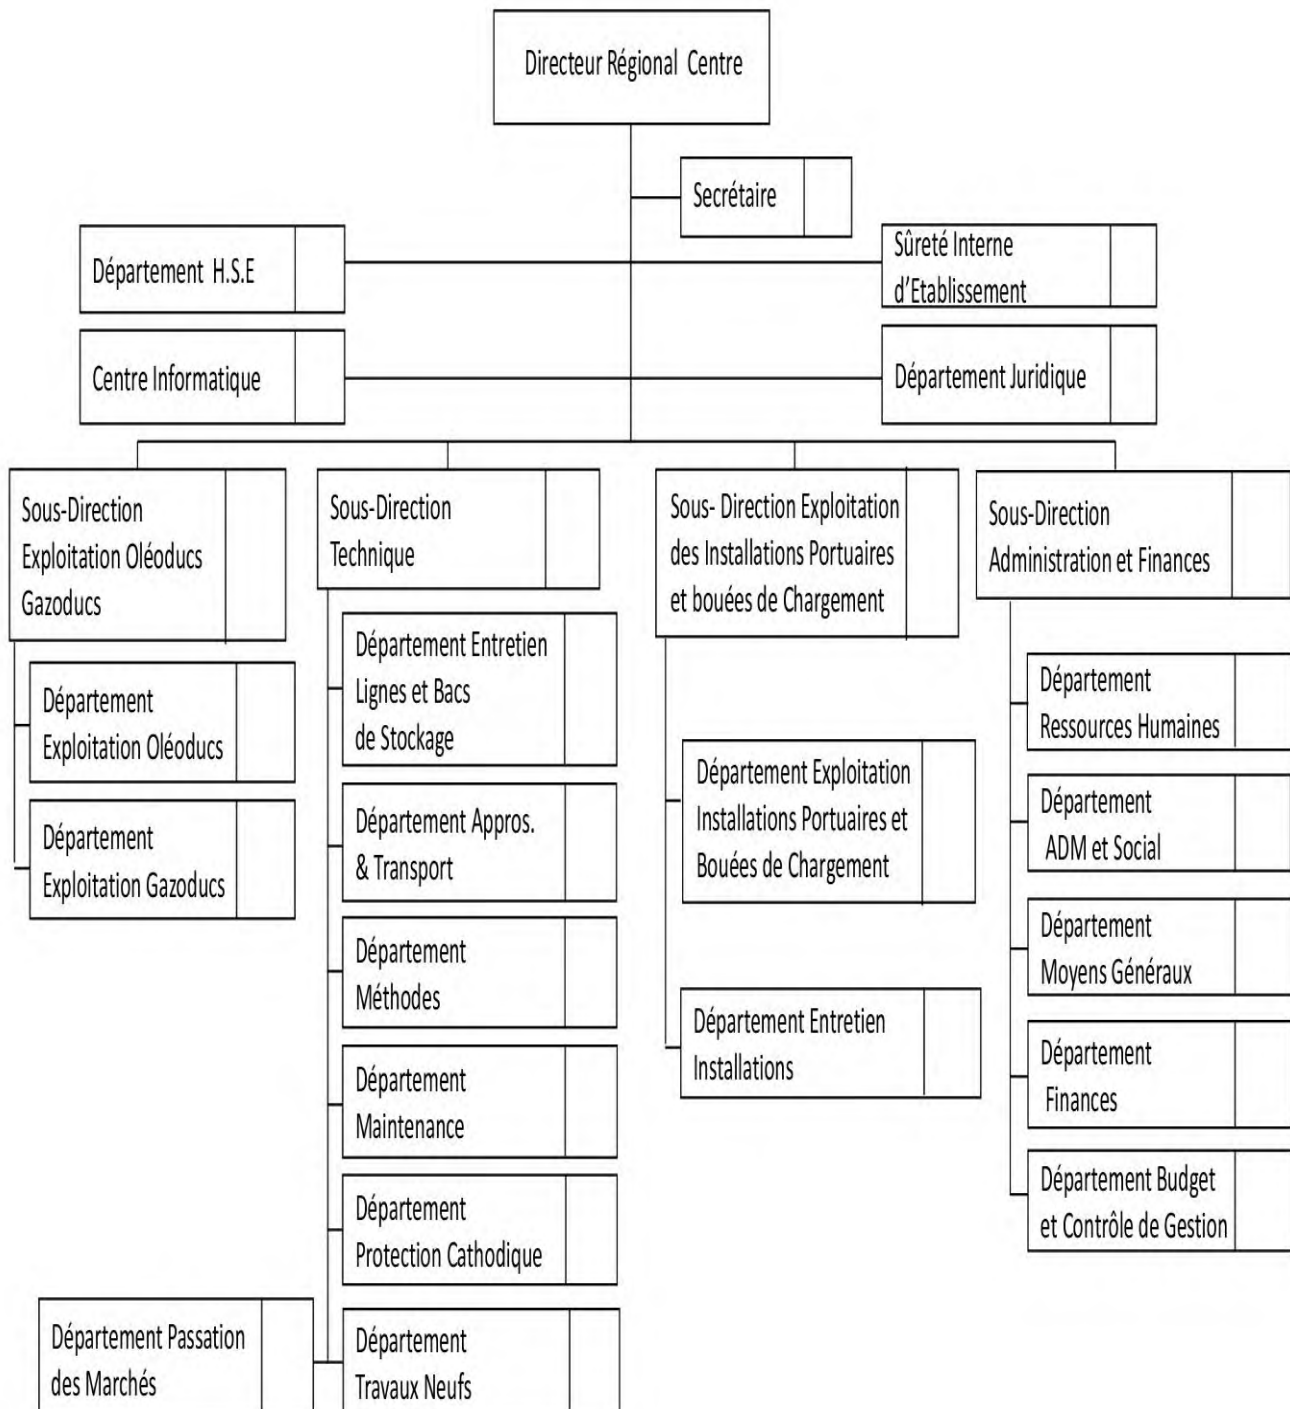 Directeur Régional Centre
Secrétaire
Département H.S.E
Sûreté Interne
d'Etablissement
Centre Informatique
Département Juridique
Sous-Direction
Exploitation Oléoducs
Gazoducs
Département
Exploitation Oléoducs
Département
Exploitation Gazoducs
Sous-Direction
Technique
Département Entretien
Lignes et Bacs
de Stockage
Département Appros.
& Transport
Département
Méthodes
Département
Maintenance
Département
Protection Cathodique
Département Passation
des Marchés
Département
Travaux Neufs
Sous- Direction Exploitation
des Installations Portuaires
et bouées de Chargement
Département Exploitation
Installations Portuaires et
Bouées de Chargement
Département Entretien
Installations
Sous-Direction
Administration et Finances
Département
Ressources Humaines
Département
ADM et Social
Département
Moyens Généraux
Département
Finances
Département Budget
et Contrôle de Gestion